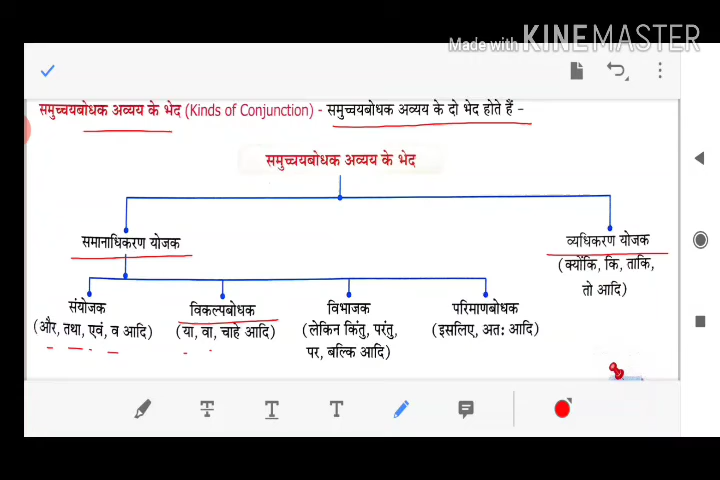 Made with KINEMASTER
समुच्चयबोधक अव्यय के भेद (Kinds of Conjunction) - समुच्चयबोधक अव्यय के दो भेद होते हैं -
समुच्चयबोधक अव्यय के भेद
समानाधिकरण योजक
व्यधिकरण योजक
(क्योंकि, कि, ताकि,
तो आदि)
संयोजक
(और, तथा, एवं, व आदि)
विकल्पबोधक
(या, वा, चाहे आदि)
विभाजक
(लेकिन किंतु, परंतु,
पर, बल्कि आदि)
परिमाणबोधक
(इसलिए, अतः आदि)